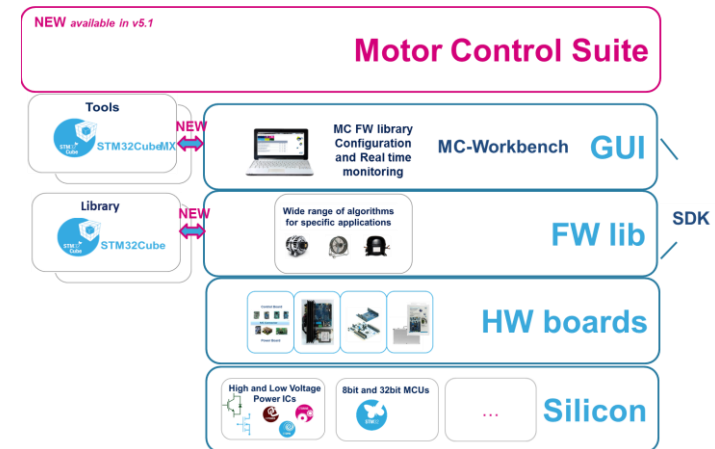 NEW available in v5.1
Motor Control Suite
Tools
STM32CubeMX
NEW
MC FW library
Configuration
and Real time
monitoring
MC-Workbench
GUI
Library
STM32Cube
NEW
Wide range of algorithms
for specific applications
FW lib
SDK
HW boards
High and Low Voltage
Power ICs
8bit and 32bit MCUs
...
Silicon